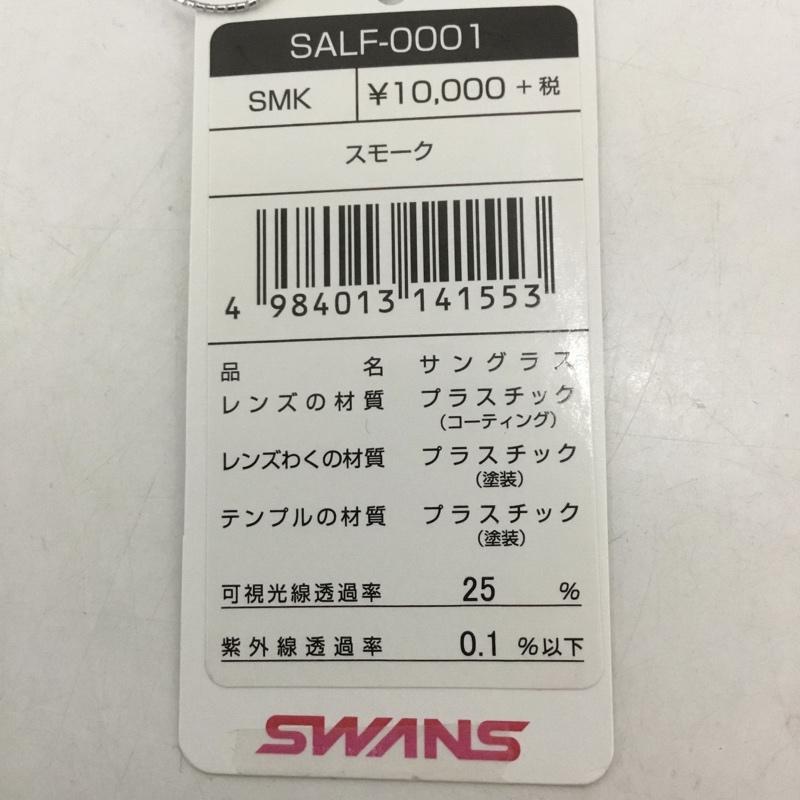 SALF-0001
SMK ¥10,000 + 税
スモーク
4 984013 141553
品名 サングラス
レンズの材質 プラスチック
(コーティング)
レンズわくの材質 プラスチック
(塗装)
テンプルの材質 プラスチック
(塗装)
可視光線透過率 25 %
紫外線透過率 0.1 %以下
SWANS